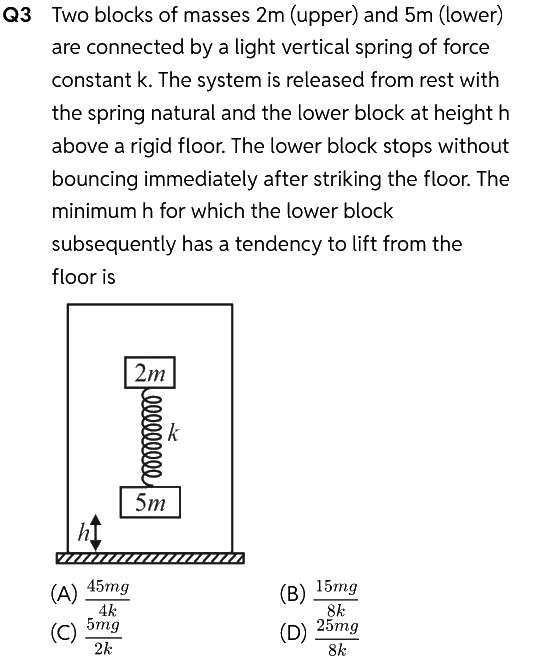 Q3 Two blocks of masses 2m (upper) and 5m (lower)
are connected by a light vertical spring of force
constant k. The system is released from rest with
the spring natural and the lower block at height h
above a rigid floor. The lower block stops without
bouncing immediately after striking the floor. The
minimum h for which the lower block
subsequently has a tendency to lift from the
floor is
2m
k
5m
h
(A) 45mg/4k (B) 15mg/8k
(C) 5mg/2k (D) 25mg/8k